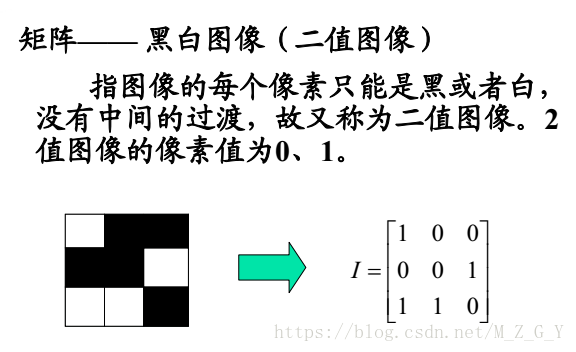 矩阵—— 黑白图像（二值图像）
指图像的每个像素只能是黑或者白，
没有中间的过渡，故又称为二值图像。2
值图像的像素值为0、1。
1 0 0
I = 0 0 1
1 1 0
https://blog.csdn.net/M_Z_G_Y